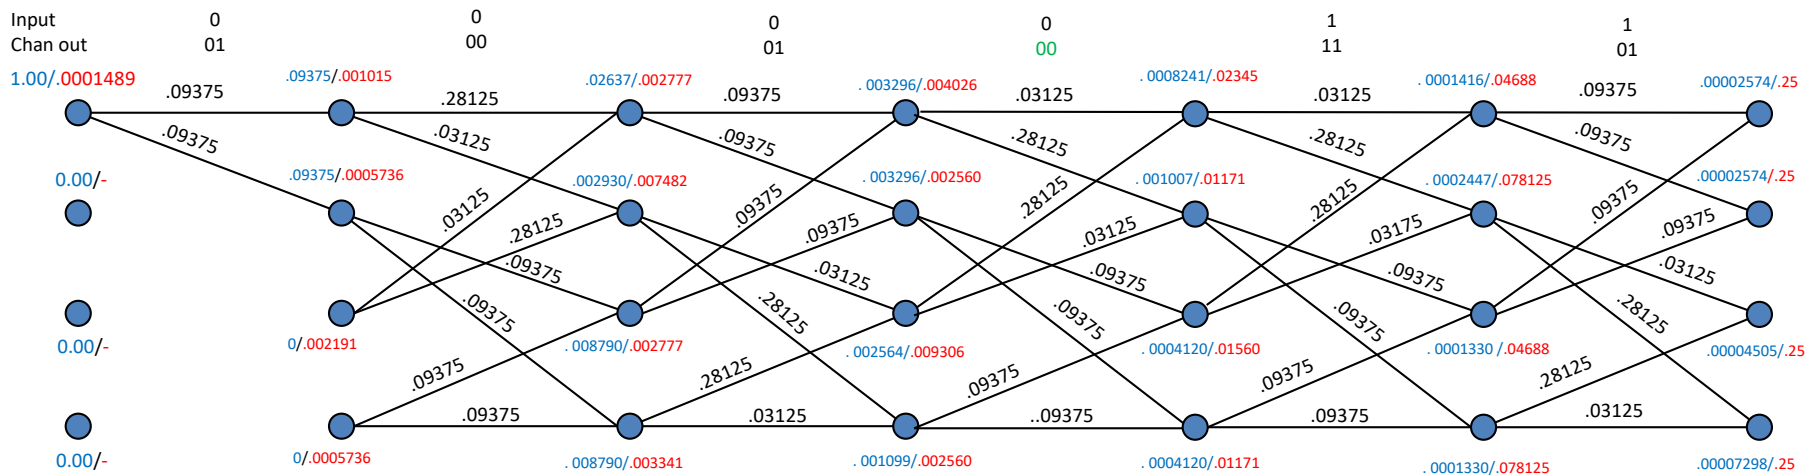 Input 0 0 0 0 1 1
Chan out 01 00 01 00 11 01
1.00/.0001489 .09375/.001015 .02637/.002777 . 003296/.004026 . 0008241/.02345 .0001416/.04688 .00002574/.25
.09375 .28125 .09375 .03125 .03125 .09375
.09375 .03125 .09375 .28125 .28125 .09375
0.00/- .09375/.0005736 .002930/.007482 .003296/.002560 . 001007/.01171 . 0002447/.078125 .00002574/.25
.03125 .09375 .28125 .28125 .09375
.28125 .09375 .03125 .03175 .09375
.09375 .03125 .09375 .09375 .03125
.09375 .28125 .09375 .09375 .28125
0.00/- 0/.002191 . 008790/.002777 . 002564/.009306 . 0004120/.01560 . 0001330 /.04688 .00004505/.25
.09375 .28125 .09375 .09375 .28125
.09375 .03125 ..09375 .09375 .03125
0.00/- 0/.0005736 . 008790/.003341 . 001099/.002560 . 0004120/.01171 . 0001330/.078125 .00007298/.25